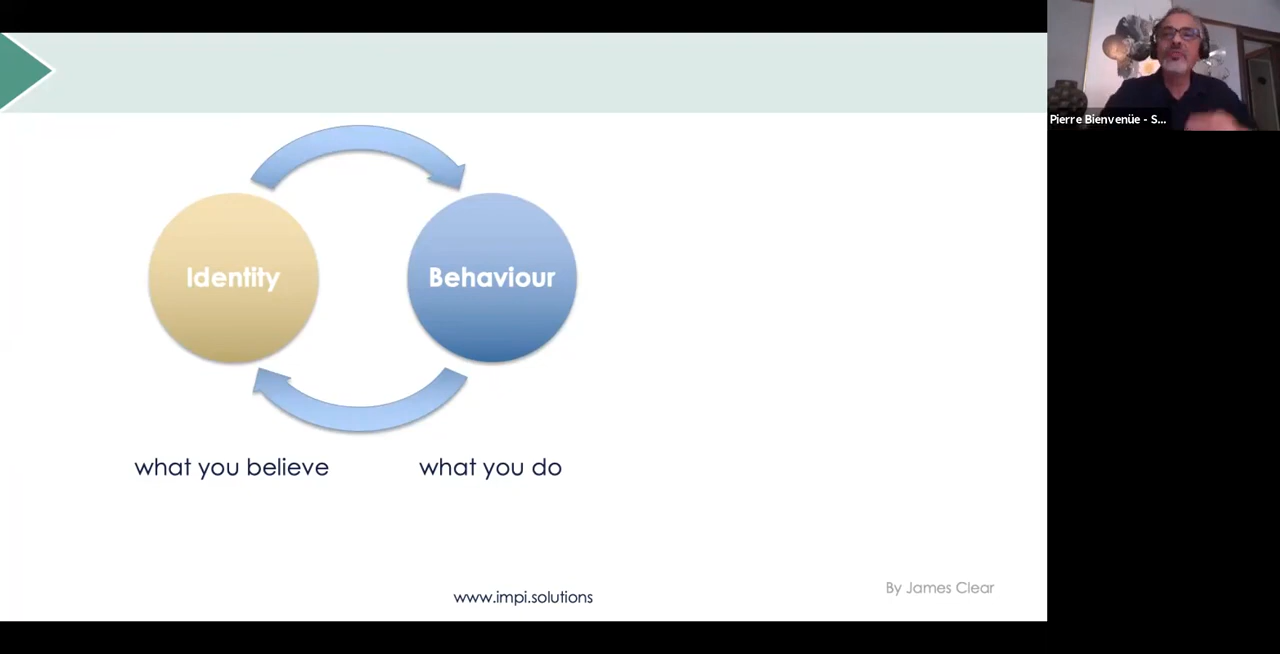 Pierre Bienvenüe - S...
Identity
Behaviour
what you believe
what you do
By James Clear
www.impi.solutions